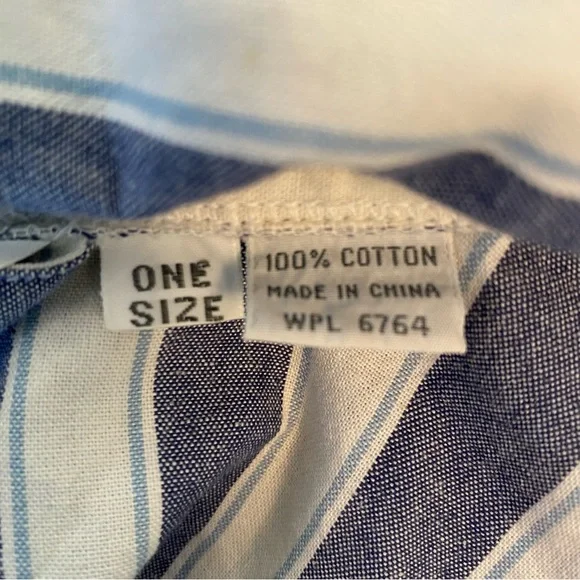 ONE
SIZE
100% COTTON
MADE IN CHINA
WPL 6764